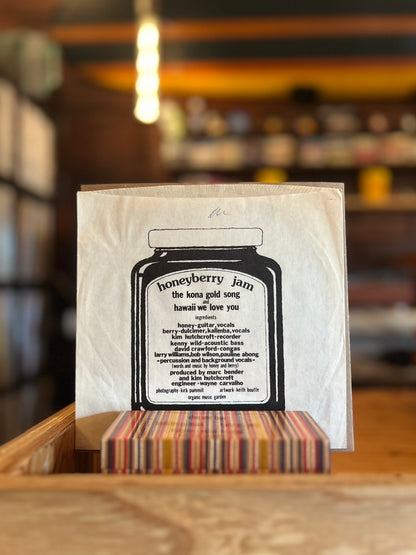 honeyberry jam
the kona gold song
and
hawaii we love you
ingredients
honey-guitar, vocals
berry-dulcimer, kalimba, vocals
kim hutchcroft-recorder
kenny wild-acoustic bass
david crawford-congas
larry williams, bob wilson, pauline abong
-percussion and background vocals-
(words and music by honey and berry)
produced by marc bender
and kim hutchcroft
engineer-wayne carvalho
photography-kirk pummill artwork-keith bootle
organic music garden